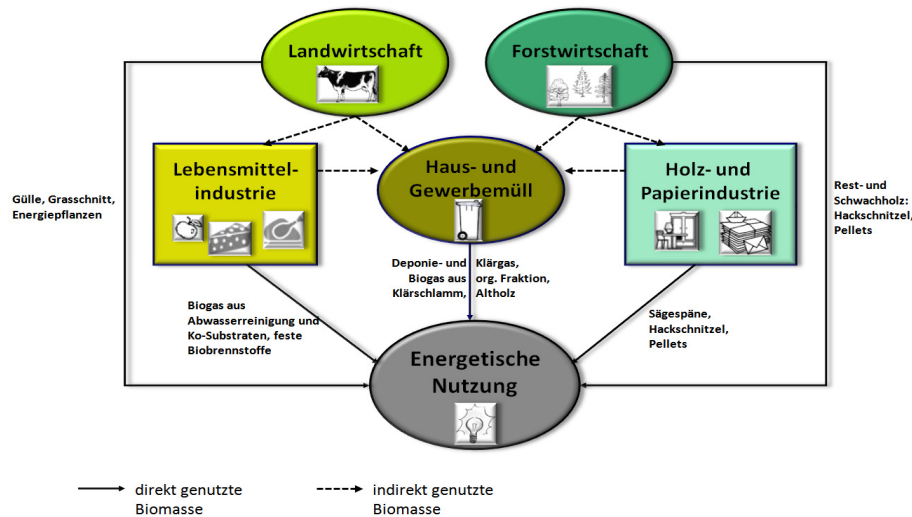 Landwirtschaft
Forstwirtschaft
Lebensmittel-
industrie
Haus- und
Gewerbemüll
Holz- und
Papierindustrie
Gülle, Grasschnitt,
Energiepflanzen
Rest- und
Schwachholz:
Hackschnitzel,
Pellets
Deponie- und
Biogas aus
Klärschlamm,
Klärgas,
org. Fraktion,
Altholz
Biogas aus
Abwasserreinigung und
Ko-Substraten, feste
Biobrennstoffe
Sägespäne,
Hackschnitzel,
Pellets
Energetische
Nutzung
direkt genutzte
Biomasse
indirekt genutzte
Biomasse